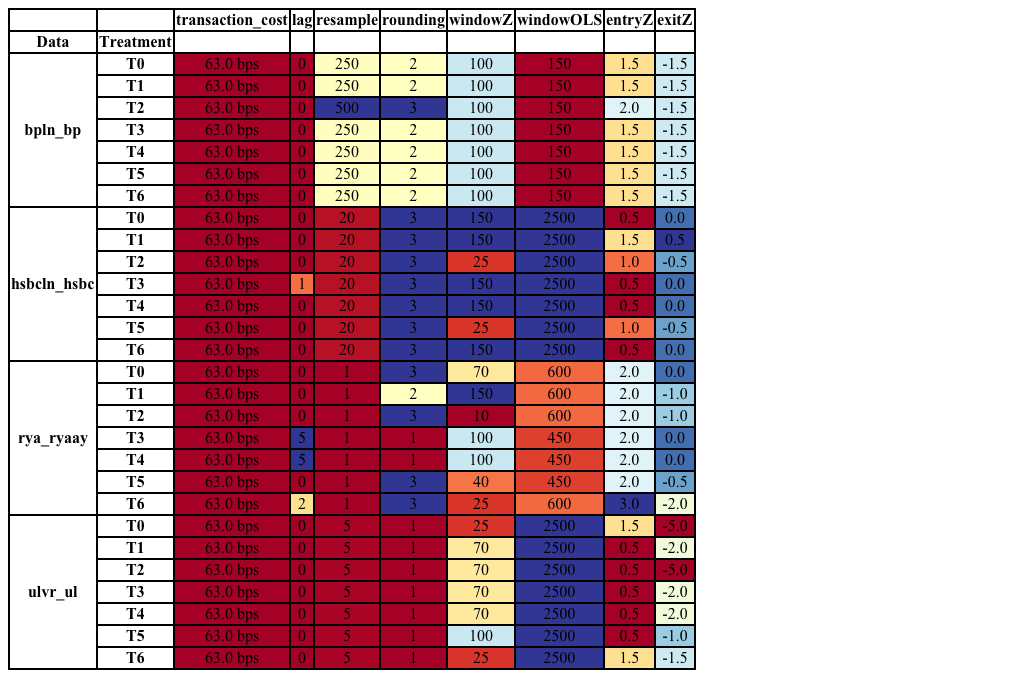 transaction_cost lag resample rounding windowZ windowOLS entryZ exitZ
Data Treatment
bpln_bp T0 63.0 bps 0 250 2 100 150 1.5 -1.5
T1 63.0 bps 0 250 2 100 150 1.5 -1.5
T2 63.0 bps 0 500 3 100 150 2.0 -1.5
T3 63.0 bps 0 250 2 100 150 1.5 -1.5
T4 63.0 bps 0 250 2 100 150 1.5 -1.5
T5 63.0 bps 0 250 2 100 150 1.5 -1.5
T6 63.0 bps 0 250 2 100 150 1.5 -1.5
hsbcln_hsbc T0 63.0 bps 0 20 3 150 2500 0.5 0.0
T1 63.0 bps 0 20 3 150 2500 1.5 0.5
T2 63.0 bps 0 20 3 25 2500 1.0 -0.5
T3 63.0 bps 1 20 3 150 2500 0.5 0.0
T4 63.0 bps 0 20 3 150 2500 0.5 0.0
T5 63.0 bps 0 20 3 25 2500 1.0 -0.5
T6 63.0 bps 0 20 3 150 2500 0.5 0.0
rya_ryaay T0 63.0 bps 0 1 3 70 600 2.0 0.0
T1 63.0 bps 0 1 2 150 600 2.0 -1.0
T2 63.0 bps 0 1 3 10 600 2.0 -1.0
T3 63.0 bps 5 1 1 100 450 2.0 0.0
T4 63.0 bps 5 1 1 100 450 2.0 0.0
T5 63.0 bps 0 1 3 40 450 2.0 -0.5
T6 63.0 bps 2 1 3 25 600 3.0 -2.0
ulvr_ul T0 63.0 bps 0 5 1 25 2500 1.5 -5.0
T1 63.0 bps 0 5 1 70 2500 0.5 -2.0
T2 63.0 bps 0 5 1 70 2500 0.5 -5.0
T3 63.0 bps 0 5 1 70 2500 0.5 -2.0
T4 63.0 bps 0 5 1 70 2500 0.5 -2.0
T5 63.0 bps 0 5 1 100 2500 0.5 -1.0
T6 63.0 bps 0 5 1 25 2500 1.5 -1.5